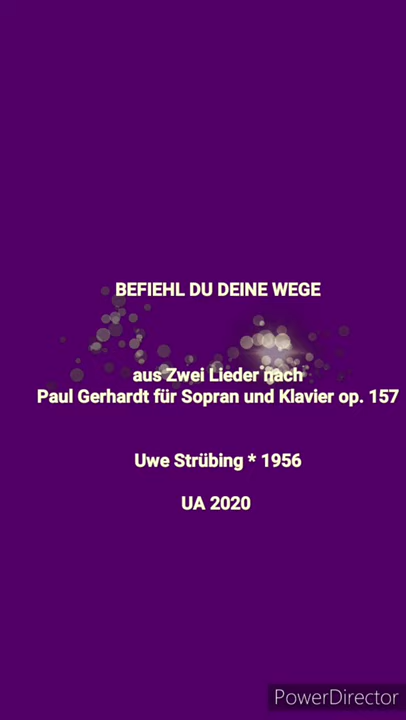 BEFIEHL DU DEINE WEGE
aus Zwei Lieder nach
Paul Gerhardt für Sopran und Klavier op. 157
Uwe Strübing * 1956
UA 2020
PowerDirector